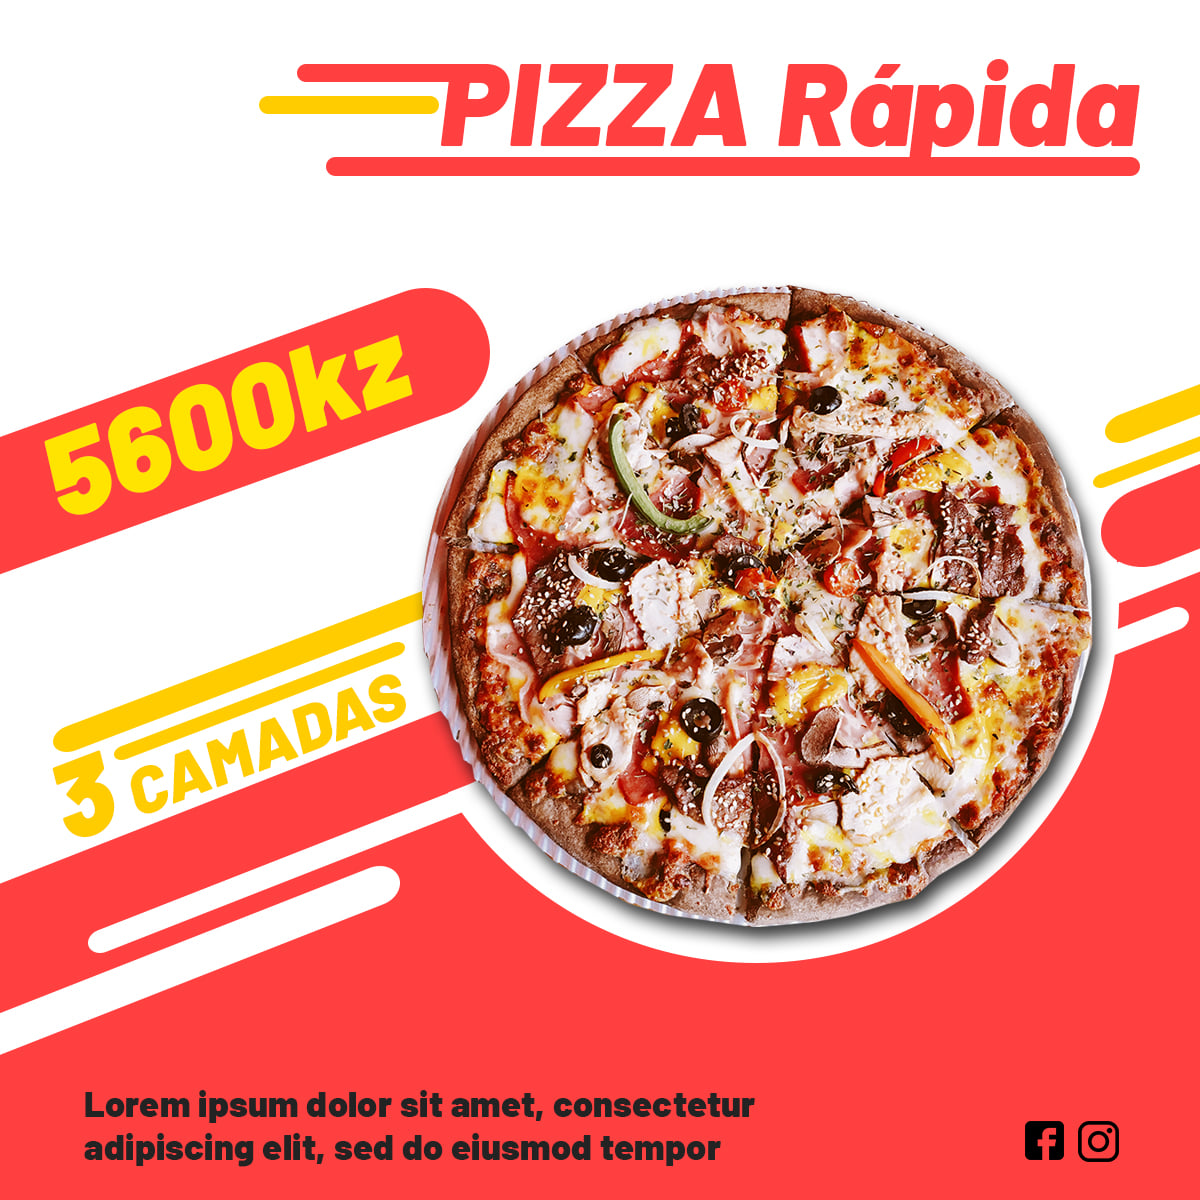 PIZZA Rápida
5600kz
3 CAMADAS
Lorem ipsum dolor sit amet, consectetur
adipiscing elit, sed do eiusmod tempor